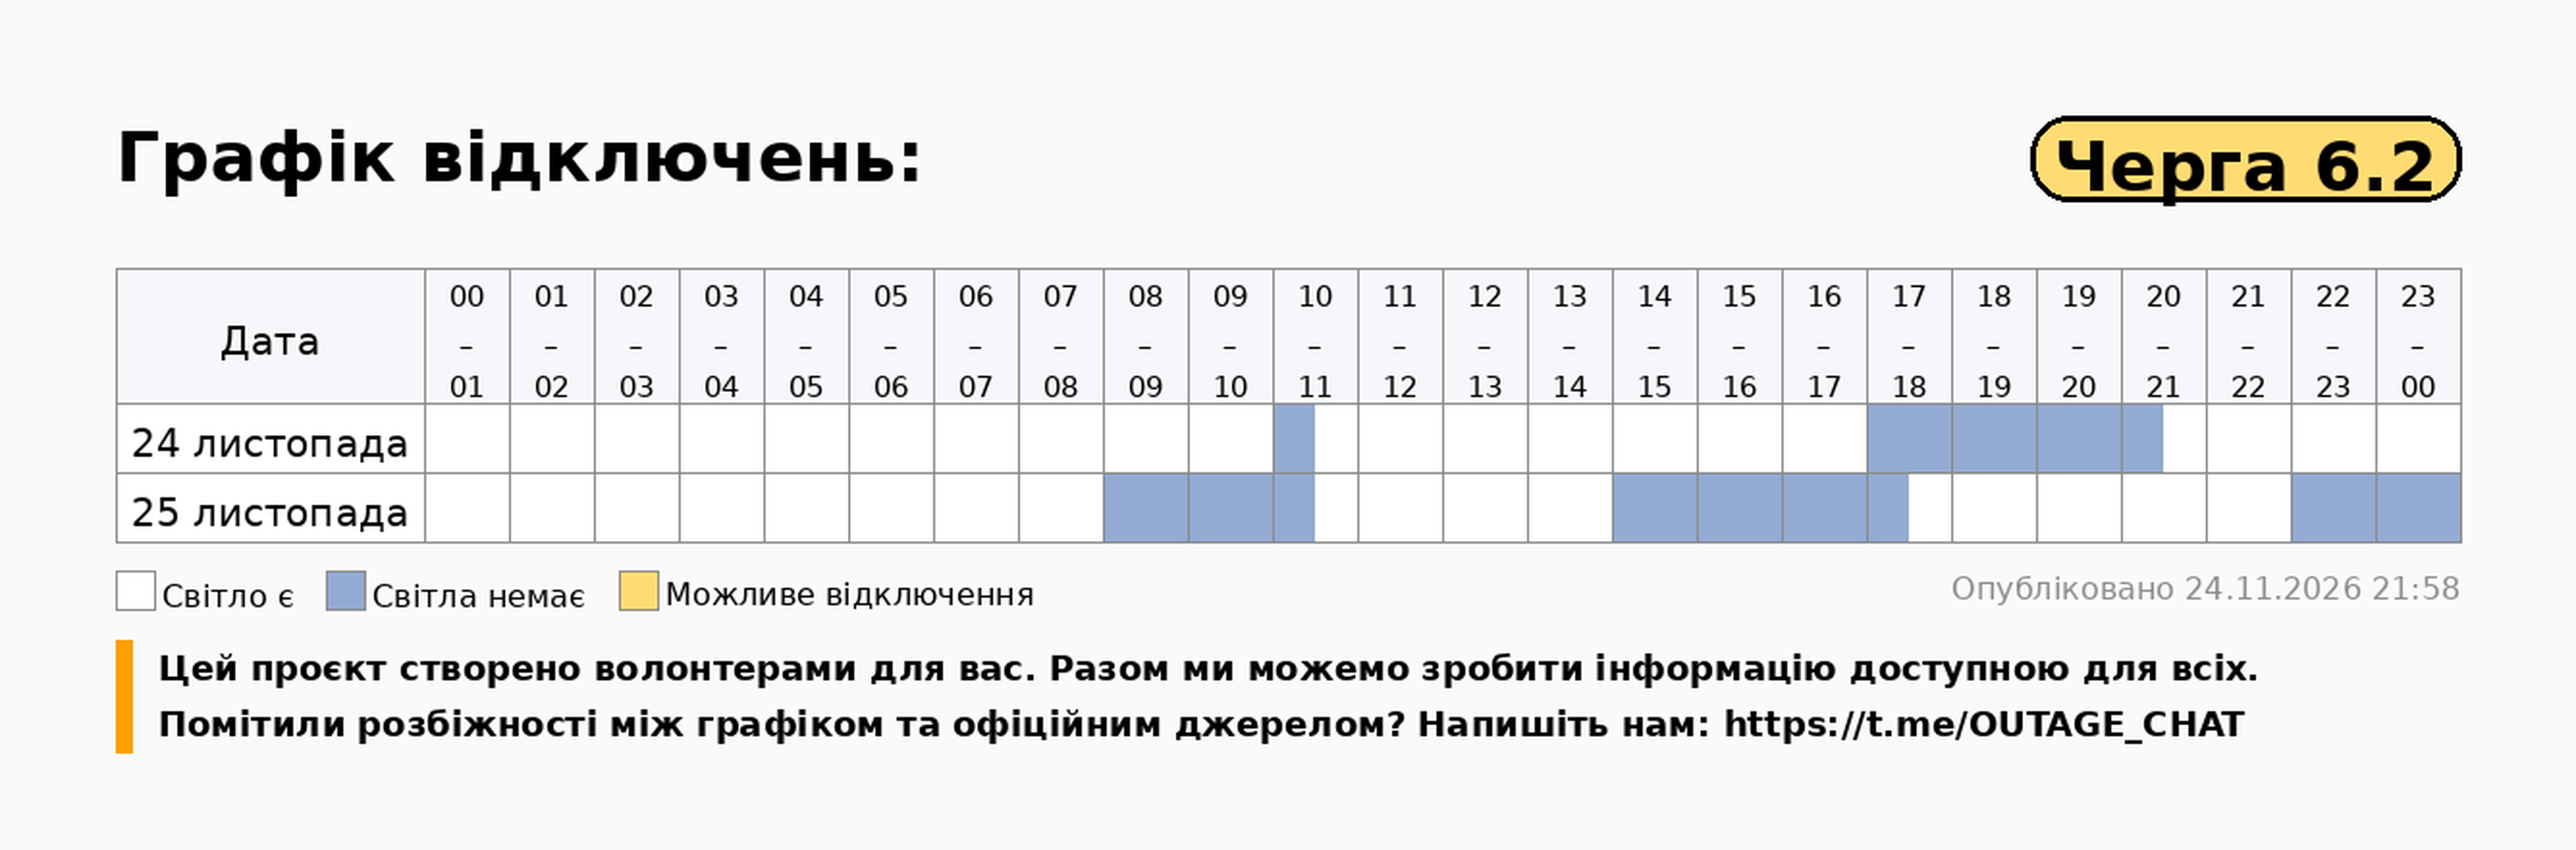 Графік відключень:
Черга 6.2
Дата
00 – 01
01 – 02
02 – 03
03 – 04
04 – 05
05 – 06
06 – 07
07 – 08
08 – 09
09 – 10
10 – 11
11 – 12
12 – 13
13 – 14
14 – 15
15 – 16
16 – 17
17 – 18
18 – 19
19 – 20
20 – 21
21 – 22
22 – 23
23 – 00
24 листопада
25 листопада
Світло є
Світла немає
Можливе відключення
Опубліковано 24.11.2026 21:58
Цей проєкт створено волонтерами для вас. Разом ми можемо зробити інформацію доступною для всіх.
Помітили розбіжності між графіком та офіційним джерелом? Напишіть нам: https://t.me/OUTAGE_CHAT